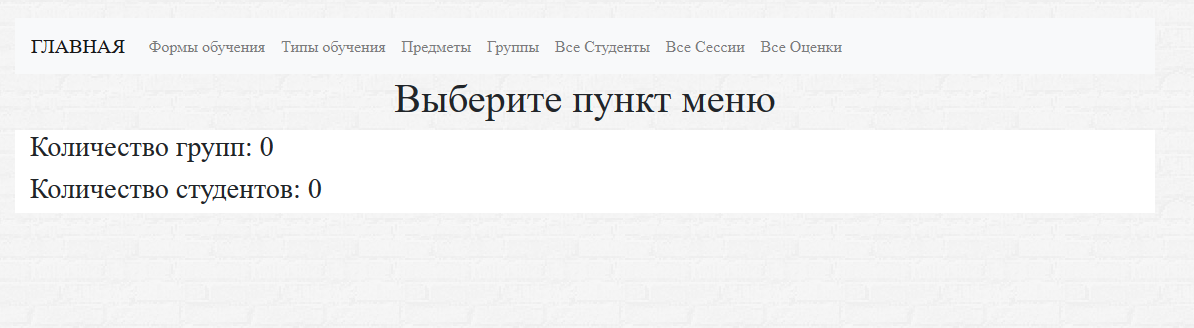 ГЛАВНАЯ Формы обучения Типы обучения Предметы Группы Все Студенты Все Сессии Все Оценки
Выберите пункт меню
Количество групп: 0
Количество студентов: 0